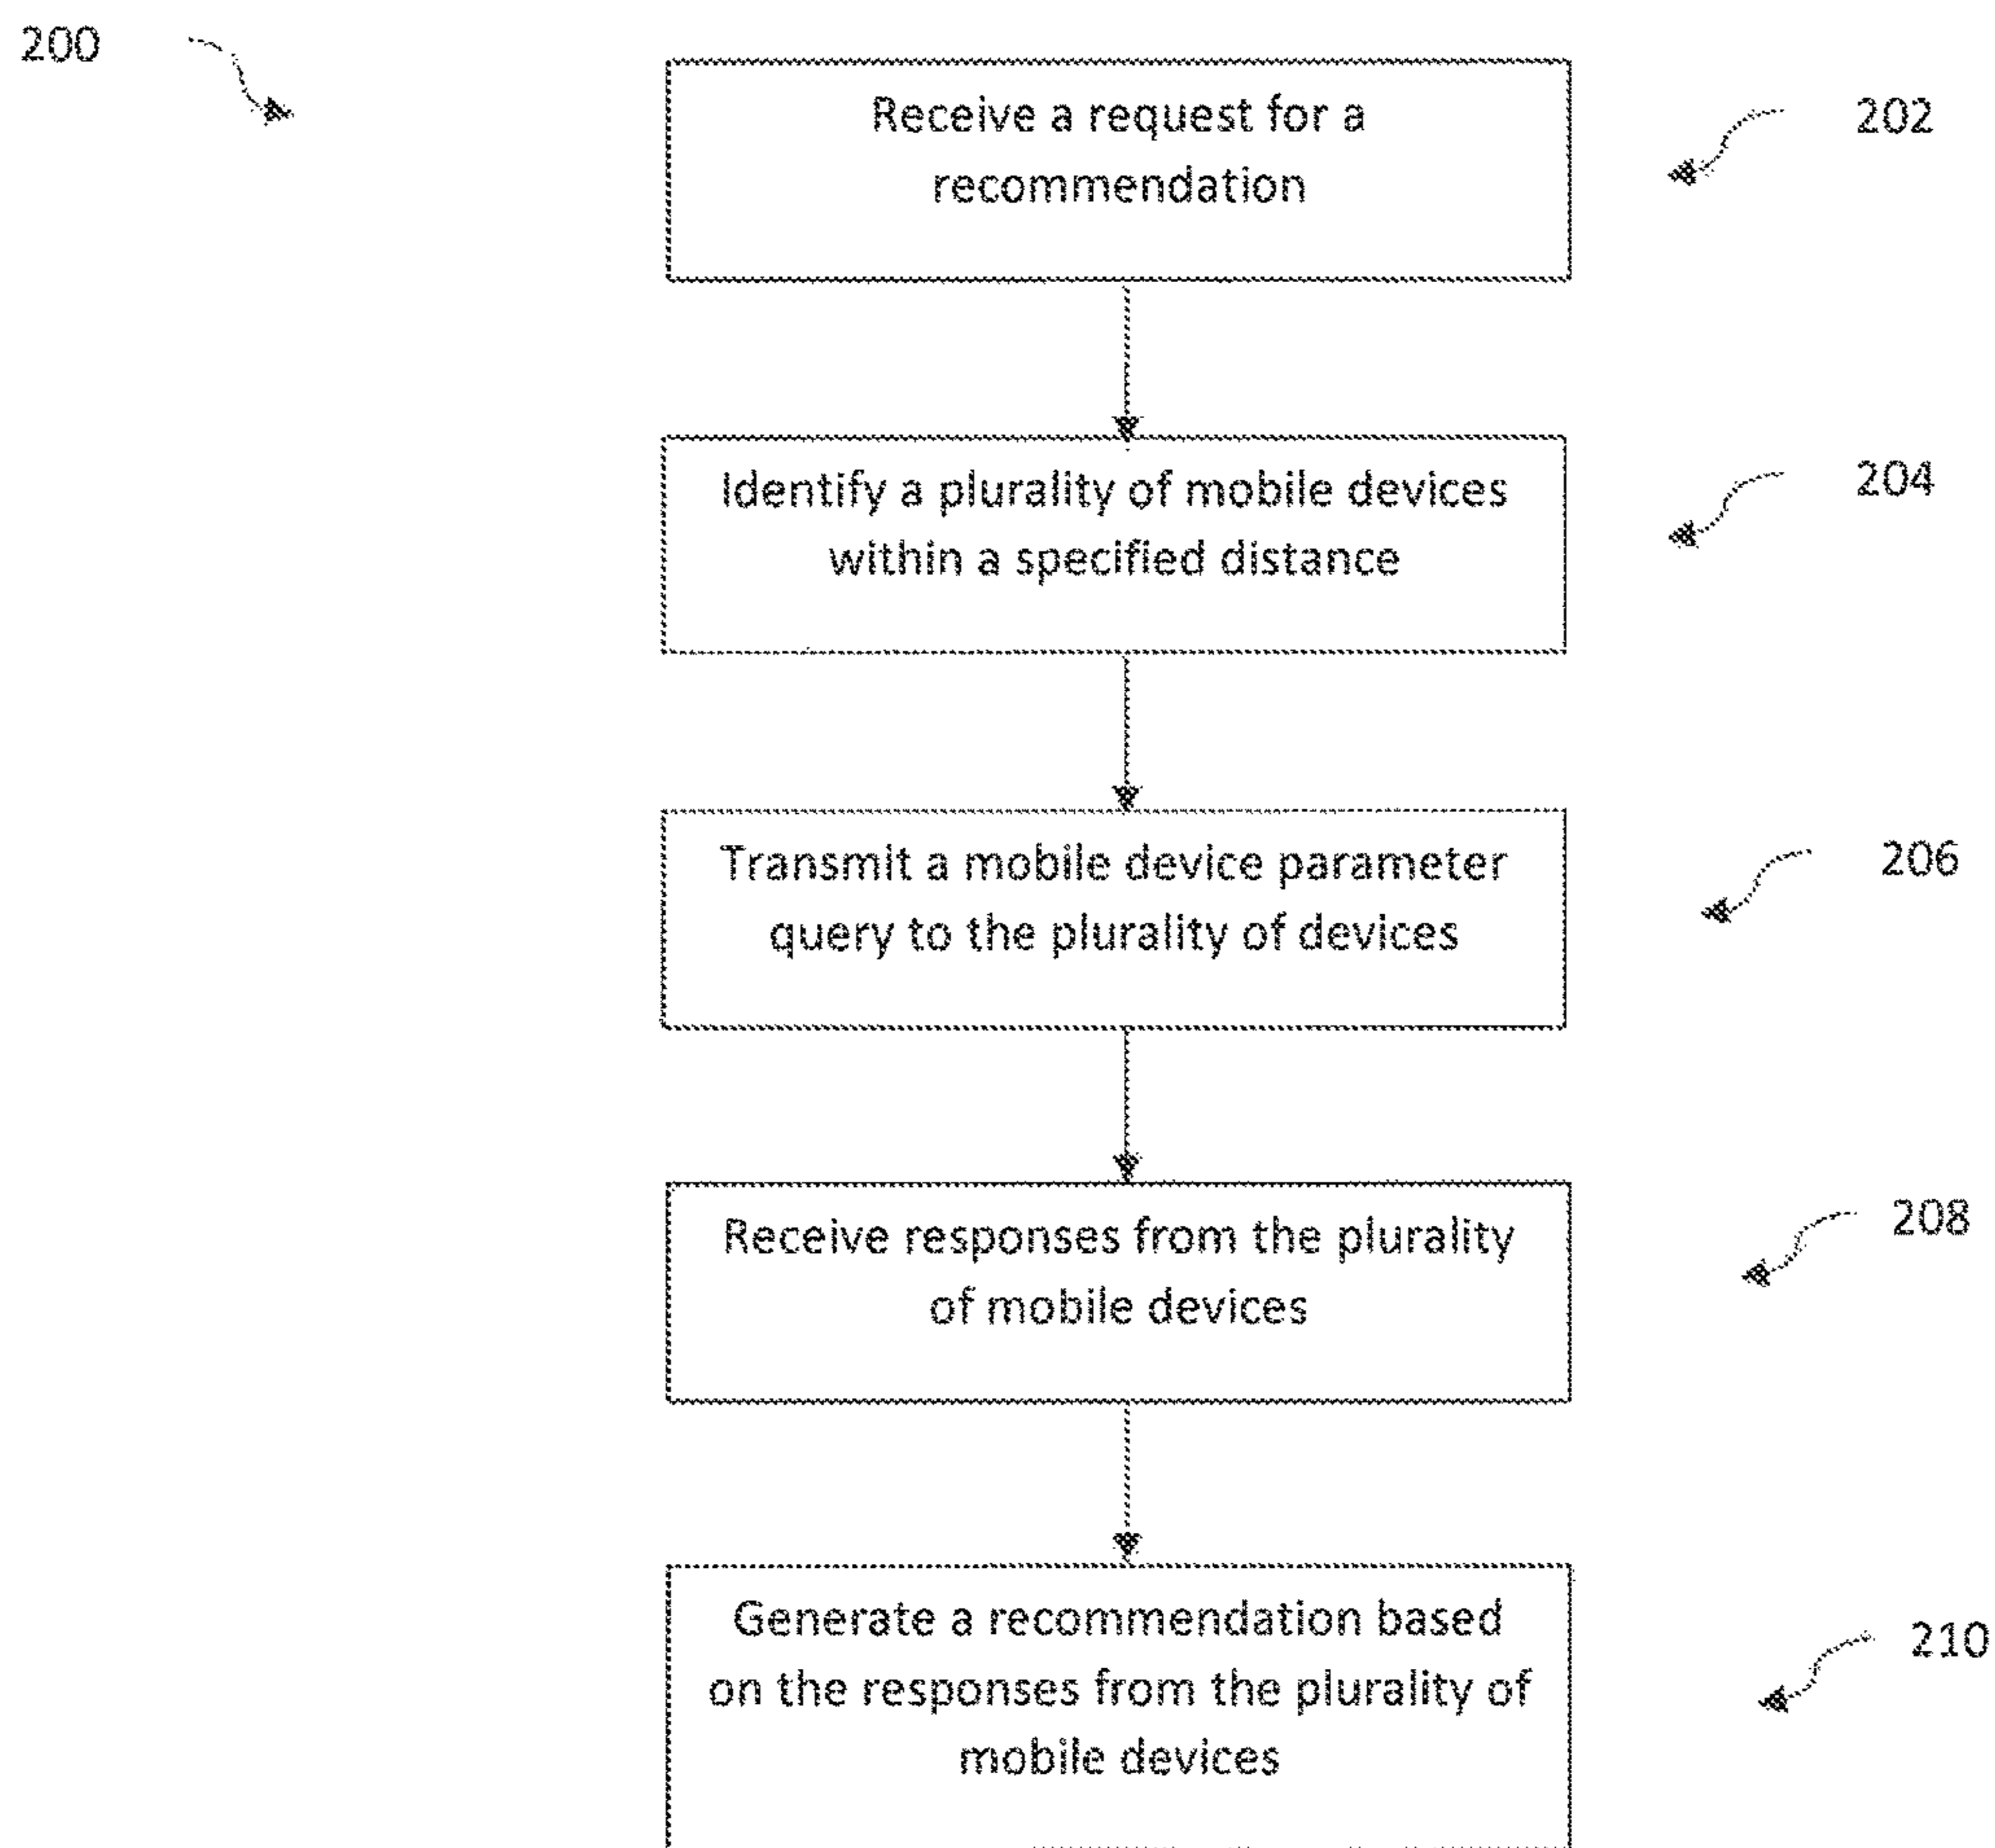 200
Receive a request for a
recommendation
202
Identify a plurality of mobile devices
within a specified distance
204
Transmit a mobile device parameter
query to the plurality of devices
206
Receive responses from the plurality
of mobile devices
208
Generate a recommendation based
on the responses from the plurality of
mobile devices
210